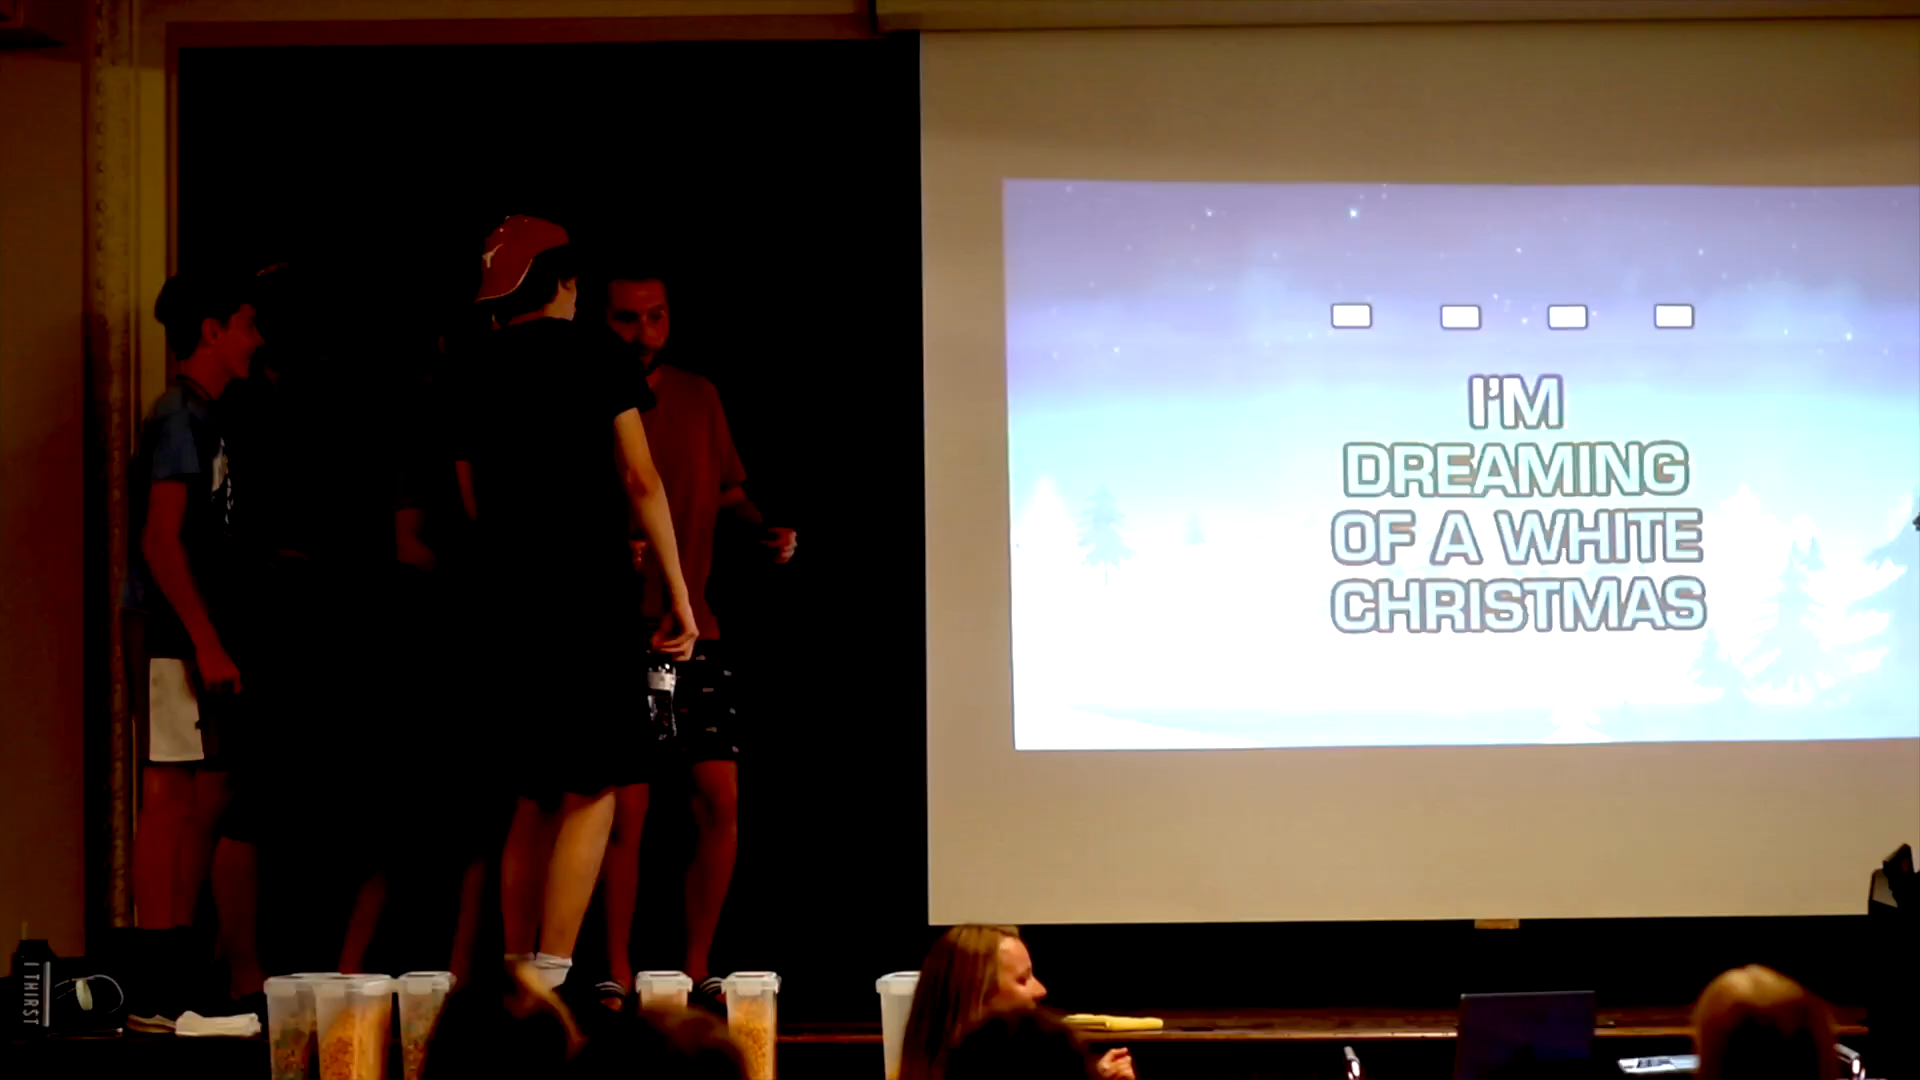 I'M
DREAMING
OF A WHITE
CHRISTMAS
I THIRST